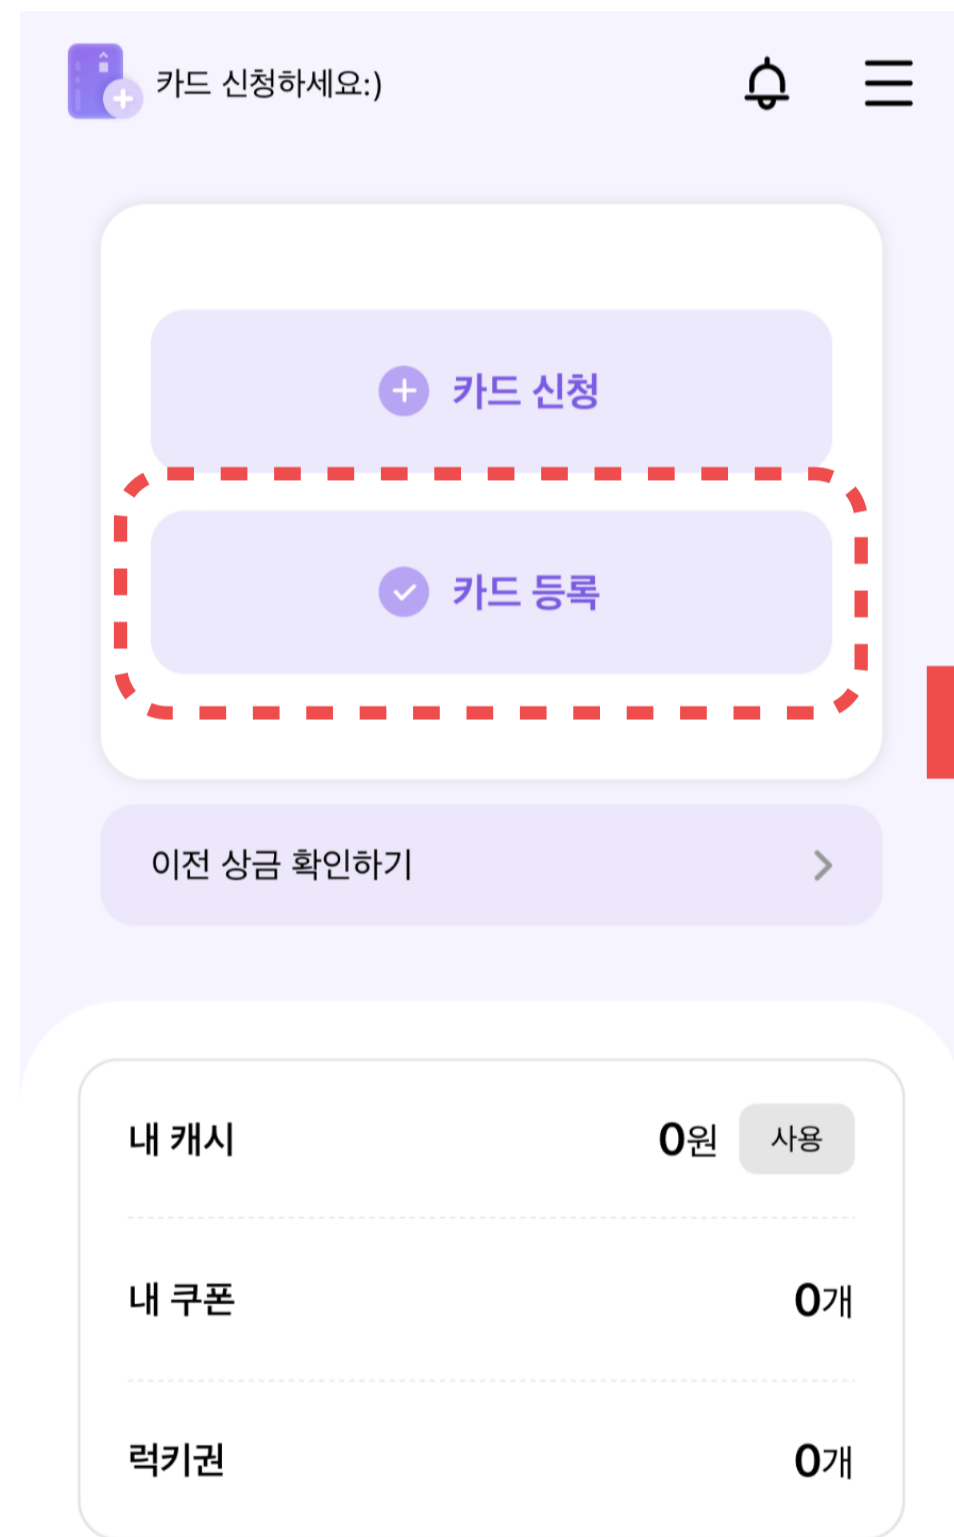 카드 신청하세요:)
카드 신청
카드 등록
이전 상금 확인하기
내 캐시 0원 사용
내 쿠폰 0개
럭키권 0개